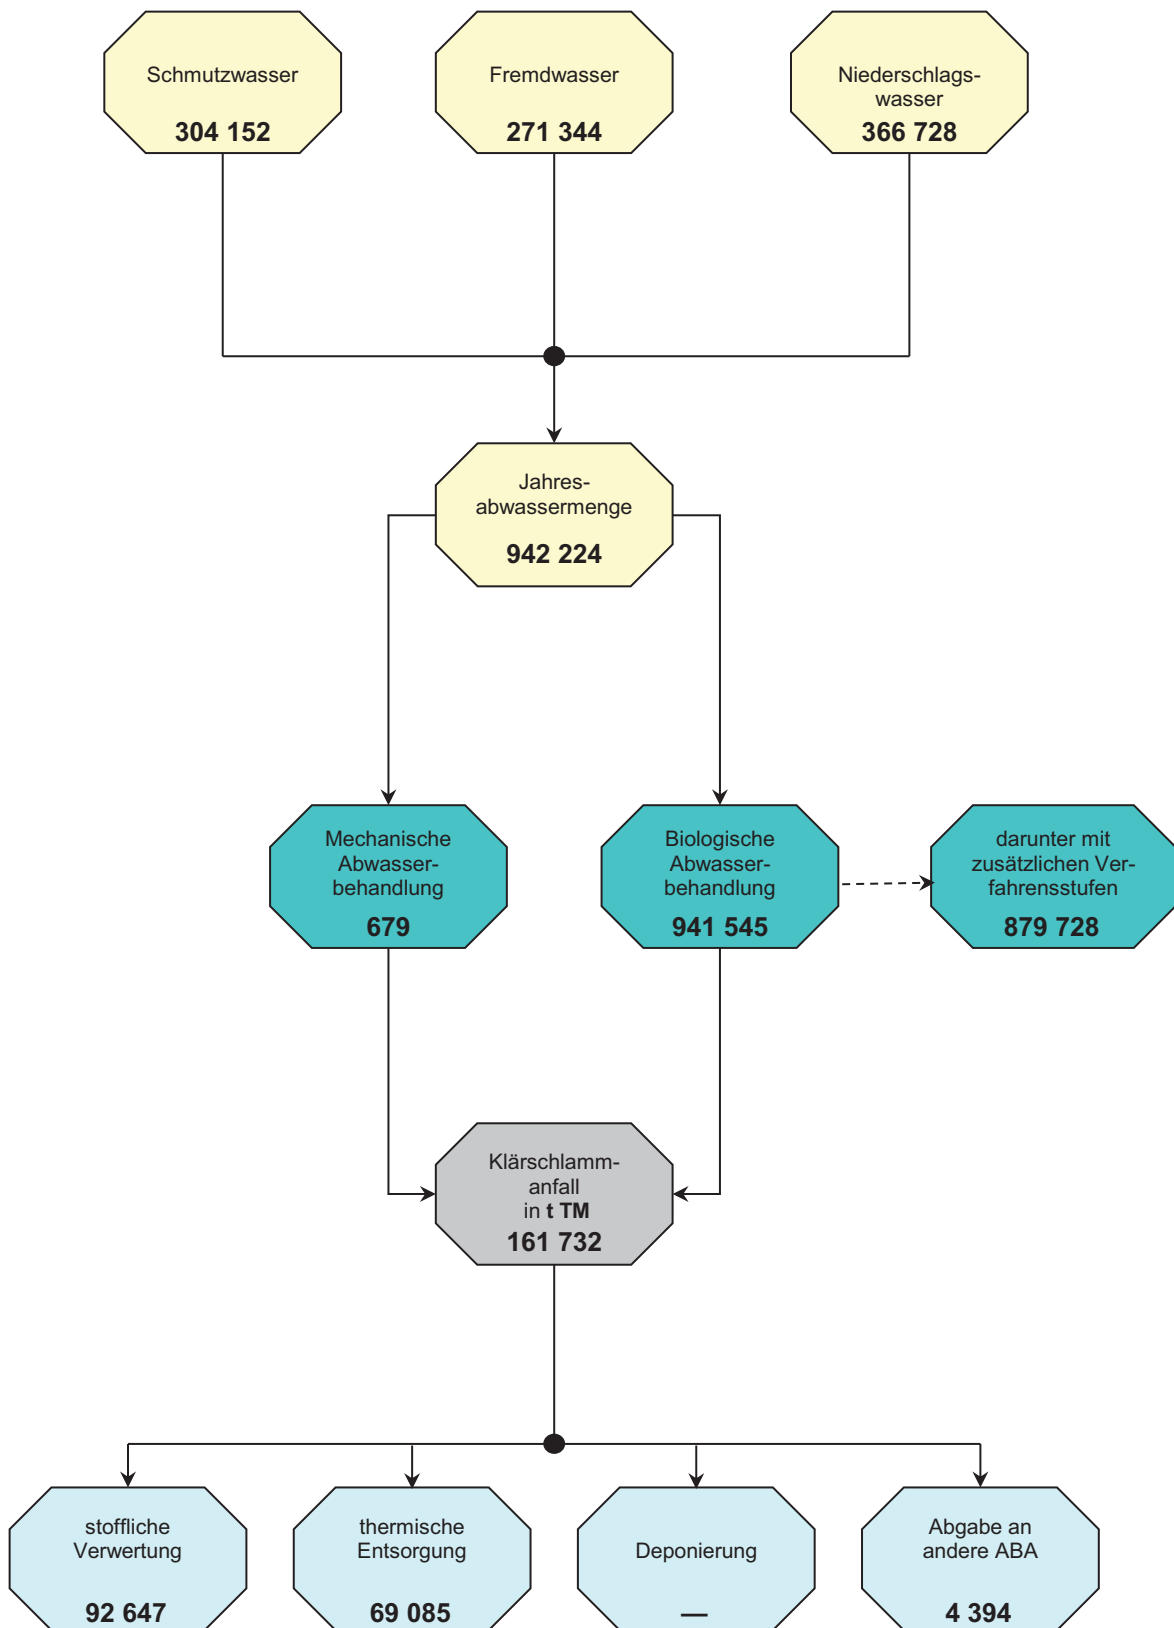 Schmutzwasser
304 152
Fremdwasser
271 344
Niederschlags-
wasser
366 728
Jahres-
abwassermenge
942 224
Mechanische
Abwasser-
behandlung
679
Biologische
Abwasser-
behandlung
941 545
darunter mit
zusätzlichen Ver-
fahrensstufen
879 728
Klärschlamm-
anfall
in t TM
161 732
stoffliche
Verwertung
92 647
thermische
Entsorgung
69 085
Deponierung
—
Abgabe an
andere ABA
4 394